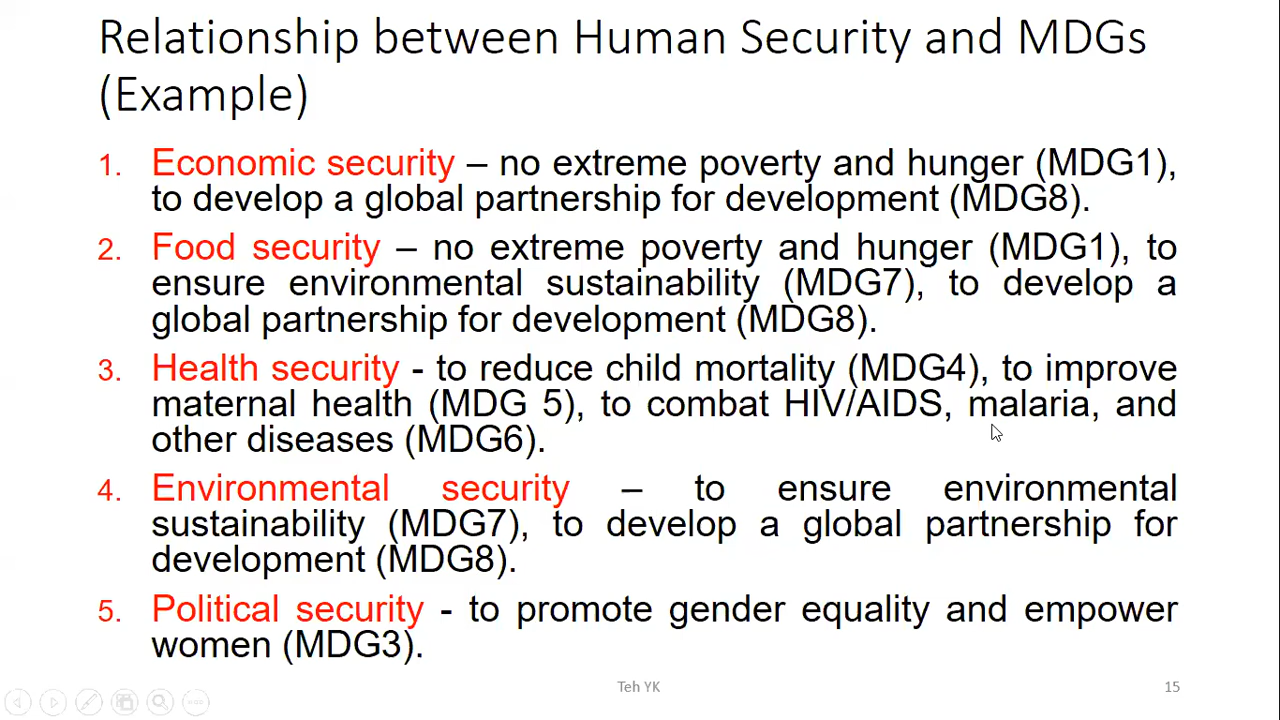 Relationship between Human Security and MDGs
(Example)
1. Economic security – no extreme poverty and hunger (MDG1),
to develop a global partnership for development (MDG8).
2. Food security – no extreme poverty and hunger (MDG1), to
ensure environmental sustainability (MDG7), to develop a
global partnership for development (MDG8).
3. Health security - to reduce child mortality (MDG4), to improve
maternal health (MDG 5), to combat HIV/AIDS, malaria, and
other diseases (MDG6).
4. Environmental security – to ensure environmental
sustainability (MDG7), to develop a global partnership for
development (MDG8).
5. Political security - to promote gender equality and empower
women (MDG3).
Teh YK
15